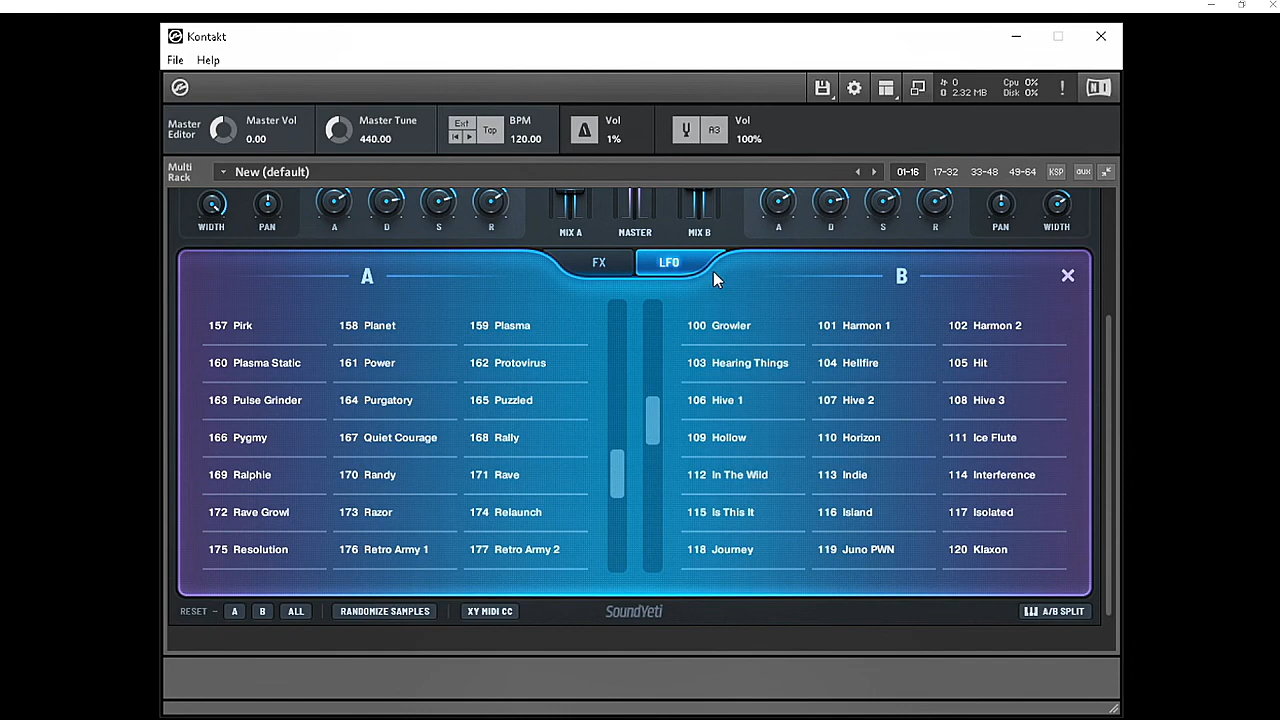 Kontakt
File Help
0 Cpu 0%
2.32 MB Disk 0% !
Master Editor Master Vol 0.00 Master Tune 440.00 Ext Tap BPM 120.00 Vol 1% A3 Vol 100%
Multi Rack New (default) 01-16 17-32 33-48 49-64 KSP AUX
WIDTH PAN A D S R MIX A MASTER MIX B A D S R PAN WIDTH
FX LFO
A B
157 Pirk 158 Planet 159 Plasma 100 Growler 101 Harmon 1 102 Harmon 2
160 Plasma Static 161 Power 162 Protovirus 103 Hearing Things 104 Hellfire 105 Hit
163 Pulse Grinder 164 Purgatory 165 Puzzled 106 Hive 1 107 Hive 2 108 Hive 3
166 Pygmy 167 Quiet Courage 168 Rally 109 Hollow 110 Horizon 111 Ice Flute
169 Ralphie 170 Randy 171 Rave 112 In The Wild 113 Indie 114 Interference
172 Rave Growl 173 Razor 174 Relaunch 115 Is This It 116 Island 117 Isolated
175 Resolution 176 Retro Army 1 177 Retro Army 2 118 Journey 119 Juno PWN 120 Klaxon
RESET - A B ALL RANDOMIZE SAMPLES XY MIDI CC SoundYeti A/B SPLIT